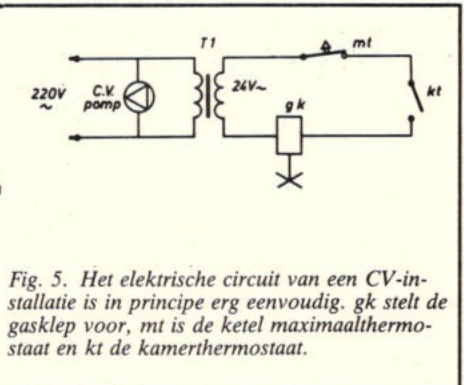 T1
mt
220V
~
C.V.
pomp
24V~
kt
gk
Fig. 5. Het elektrische circuit van een CV-in-
stallatie is in principe erg eenvoudig. gk stelt de
gasklep voor, mt is de ketel maximaalthermo-
staat en kt de kamerthermostaat.